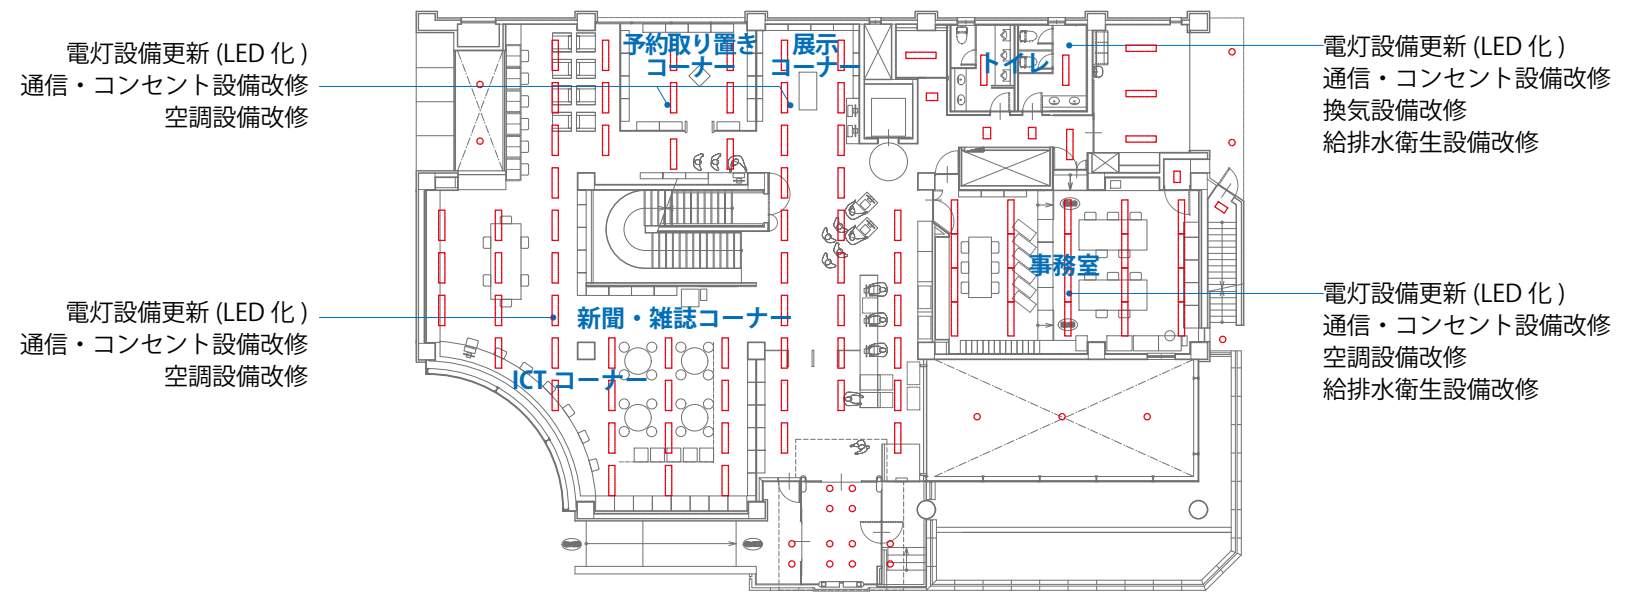 電灯設備更新 (LED 化 )
通信・コンセント設備改修
空調設備改修
予約取り置き
コーナー
展示
コーナー
トイレ
電灯設備更新 (LED 化 )
通信・コンセント設備改修
換気設備改修
給排水衛生設備改修
電灯設備更新 (LED 化 )
通信・コンセント設備改修
空調設備改修
新聞・雑誌コーナー
ICT コーナー
事務室
電灯設備更新 (LED 化 )
通信・コンセント設備改修
空調設備改修
給排水衛生設備改修